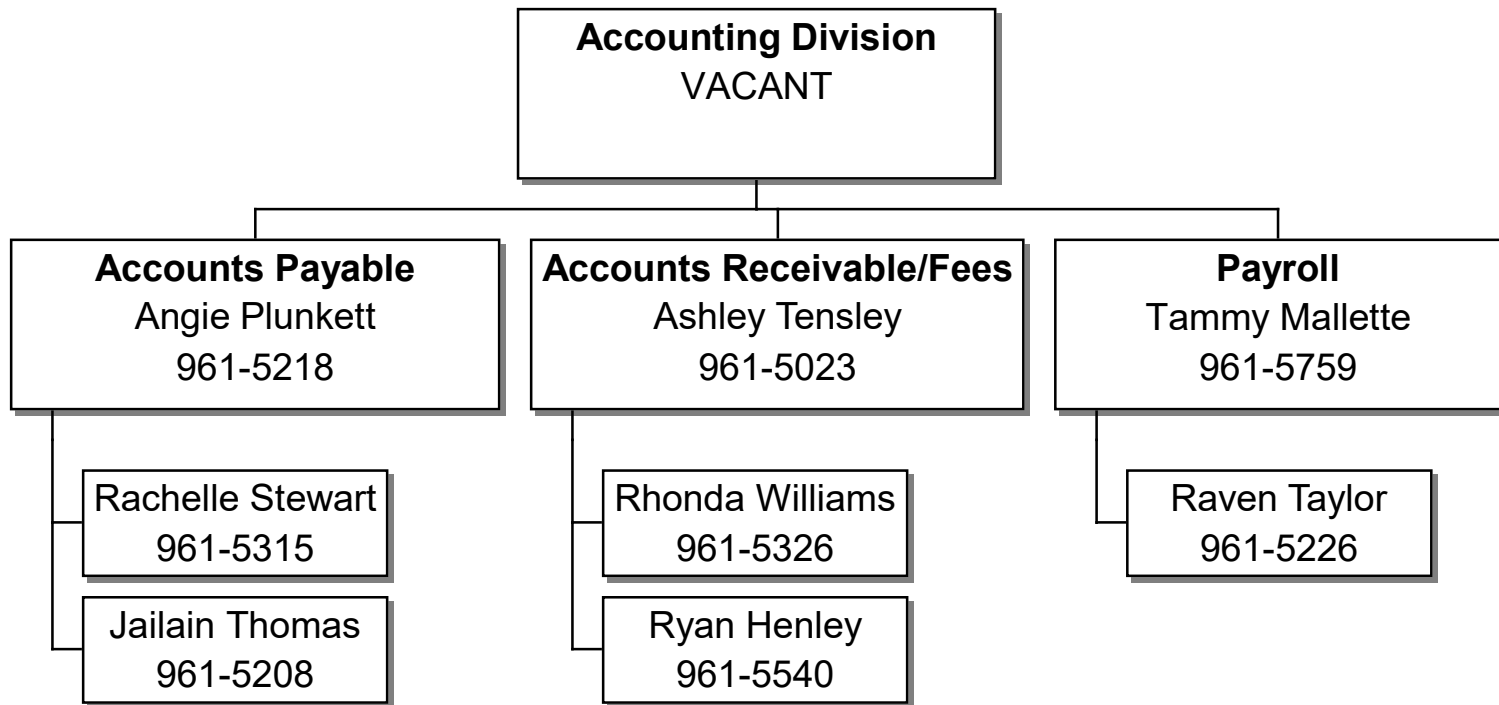 Accounting Division
VACANT
Accounts Payable
Angie Plunkett
961-5218
Accounts Receivable/Fees
Ashley Tensley
961-5023
Payroll
Tammy Mallette
961-5759
Rachelle Stewart
961-5315
Jailain Thomas
961-5208
Rhonda Williams
961-5326
Ryan Henley
961-5540
Raven Taylor
961-5226